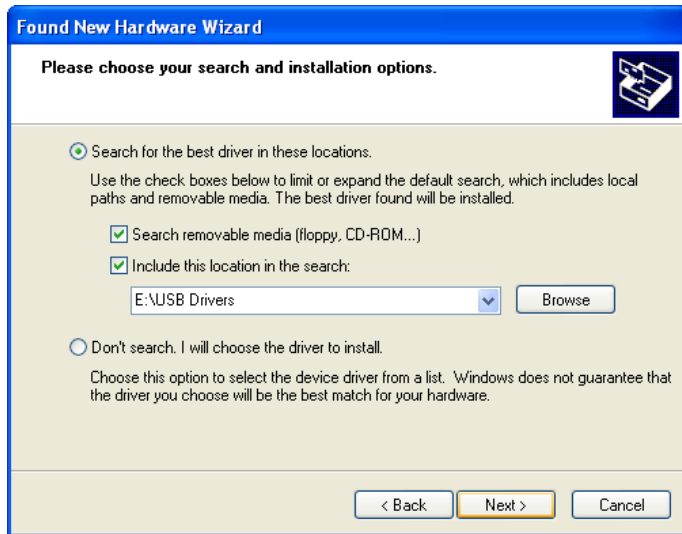 Found New Hardware Wizard
Please choose your search and installation options.
Search for the best driver in these locations.
Use the check boxes below to limit or expand the default search, which includes local
paths and removable media. The best driver found will be installed.
Search removable media (floppy, CD-ROM...)
Include this location in the search:
E:\USB Drivers
Browse
Don't search. I will choose the driver to install.
Choose this option to select the device driver from a list. Windows does not guarantee that
the driver you choose will be the best match for your hardware.
< Back Next > Cancel